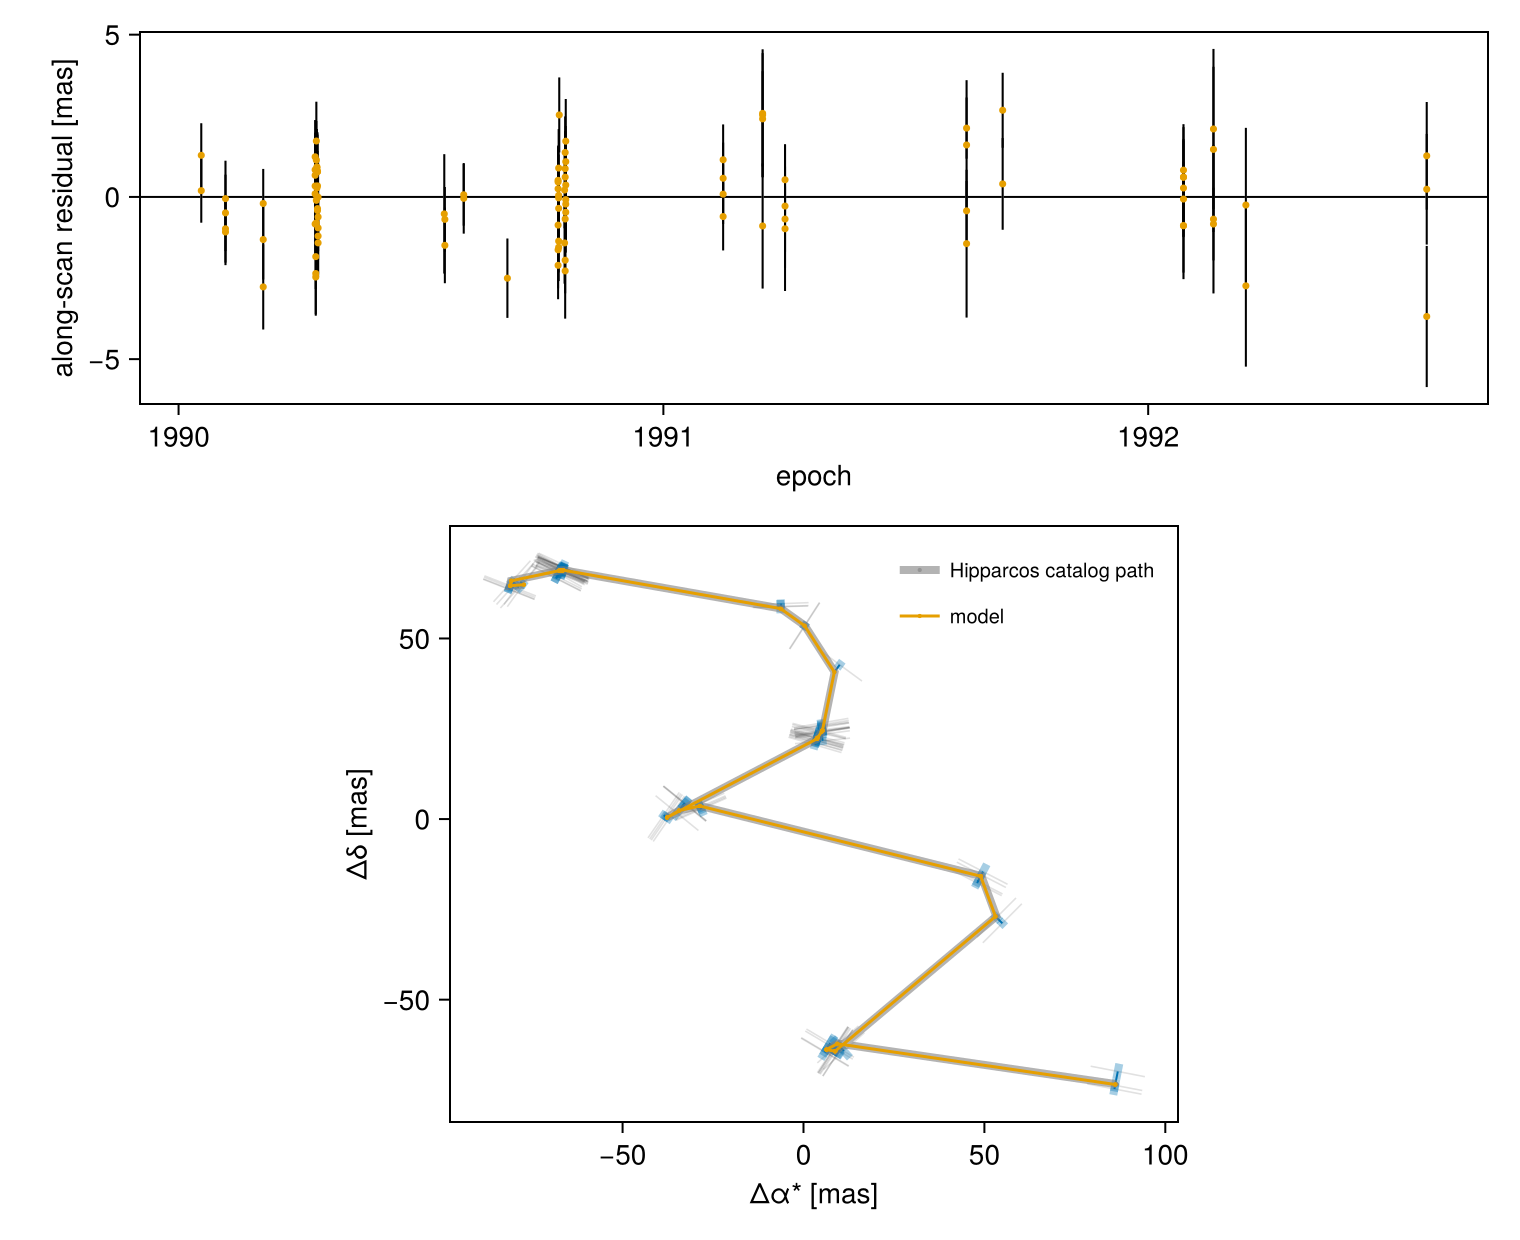 5
0
−5
along-scan residual [mas]
1990
1991
1992
epoch
Hipparcos catalog path
model
50
0
−50
Δδ [mas]
−50
0
50
100
Δα* [mas]